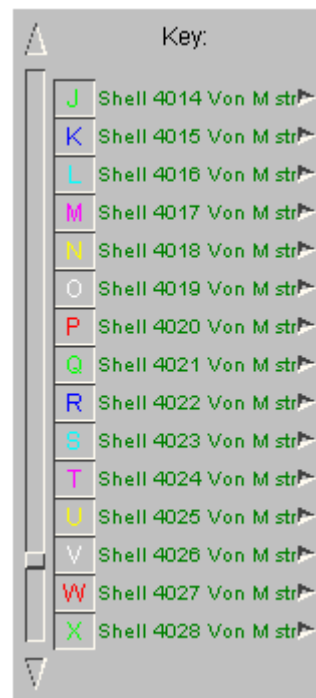 Key:
J Shell 4014 Von M str
K Shell 4015 Von M str
L Shell 4016 Von M str
M Shell 4017 Von M str
N Shell 4018 Von M str
O Shell 4019 Von M str
P Shell 4020 Von M str
Q Shell 4021 Von M str
R Shell 4022 Von M str
S Shell 4023 Von M str
T Shell 4024 Von M str
U Shell 4025 Von M str
V Shell 4026 Von M str
W Shell 4027 Von M str
X Shell 4028 Von M str